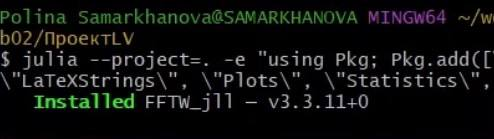 Polina Samarkhanova@SAMARKHANOVA MINGW64 ~/w
b02/ПроектLV
$ julia --project=. -e "using Pkg; Pkg.add([
\"LaTeXStrings\", \"Plots\", \"Statistics\",
Installed FFTW_jll – v3.3.11+0